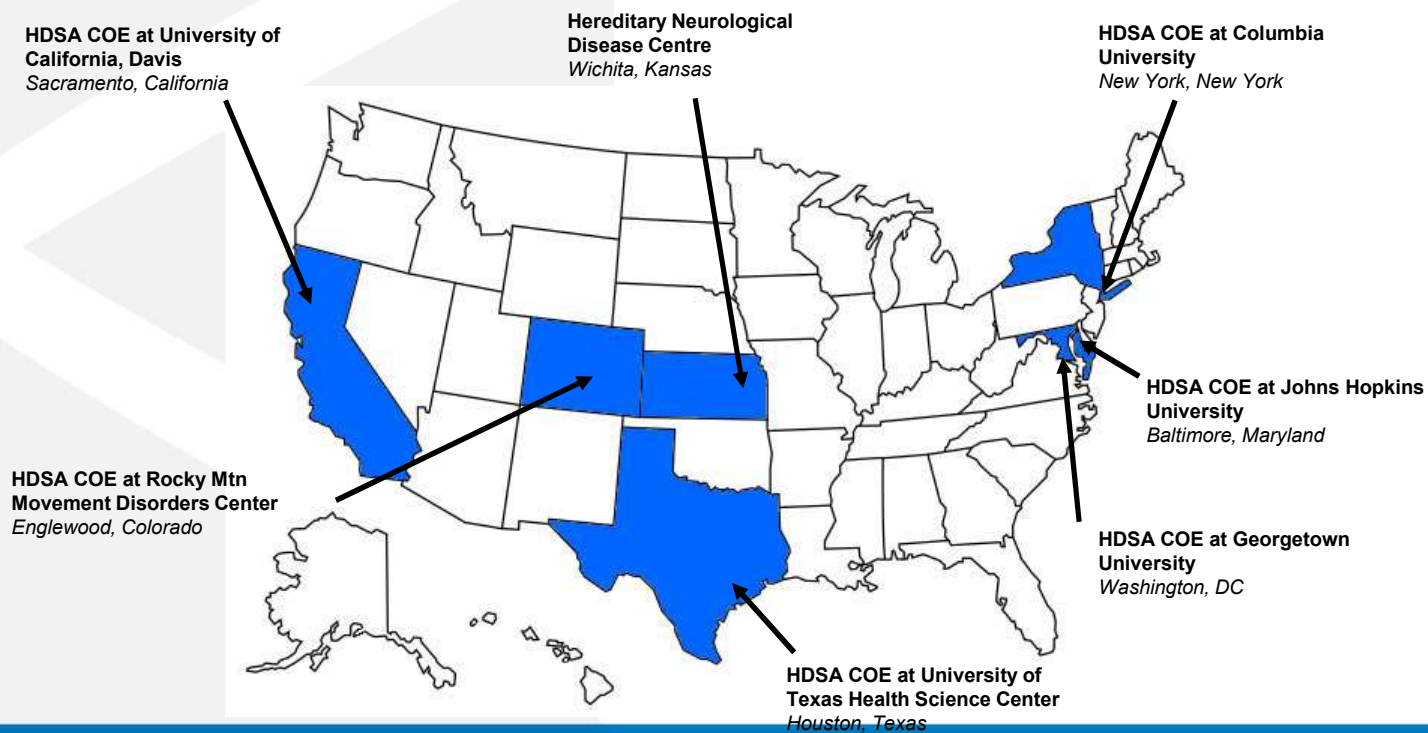 HDSA COE at University of
California, Davis
Sacramento, California
Hereditary Neurological
Disease Centre
Wichita, Kansas
HDSA COE at Columbia
University
New York, New York
HDSA COE at Johns Hopkins
University
Baltimore, Maryland
HDSA COE at Rocky Mtn
Movement Disorders Center
Englewood, Colorado
HDSA COE at Georgetown
University
Washington, DC
HDSA COE at University of
Texas Health Science Center
Houston, Texas